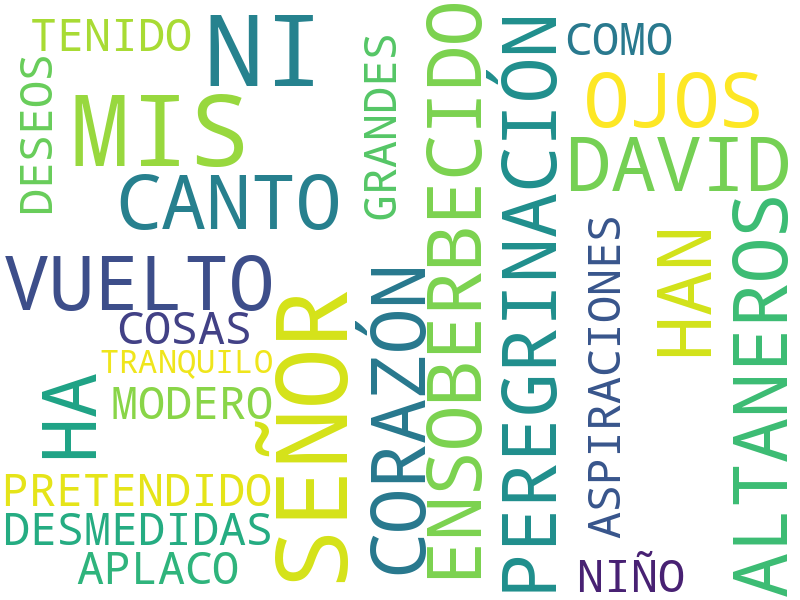 TENIDO
NI
DESEOS
MIS
CANTO
GRANDES
ENSOBERBECIDO
PEREGRINACIÓN
COMO
OJOS
DAVID
VUELTO
COSAS
TRANQUILO
HA
MODERO
SEÑOR
CORAZÓN
ASPIRACIONES
HAN
ALTANEROS
PRETENDIDO
DESMEDIDAS
APLACO
NIÑO